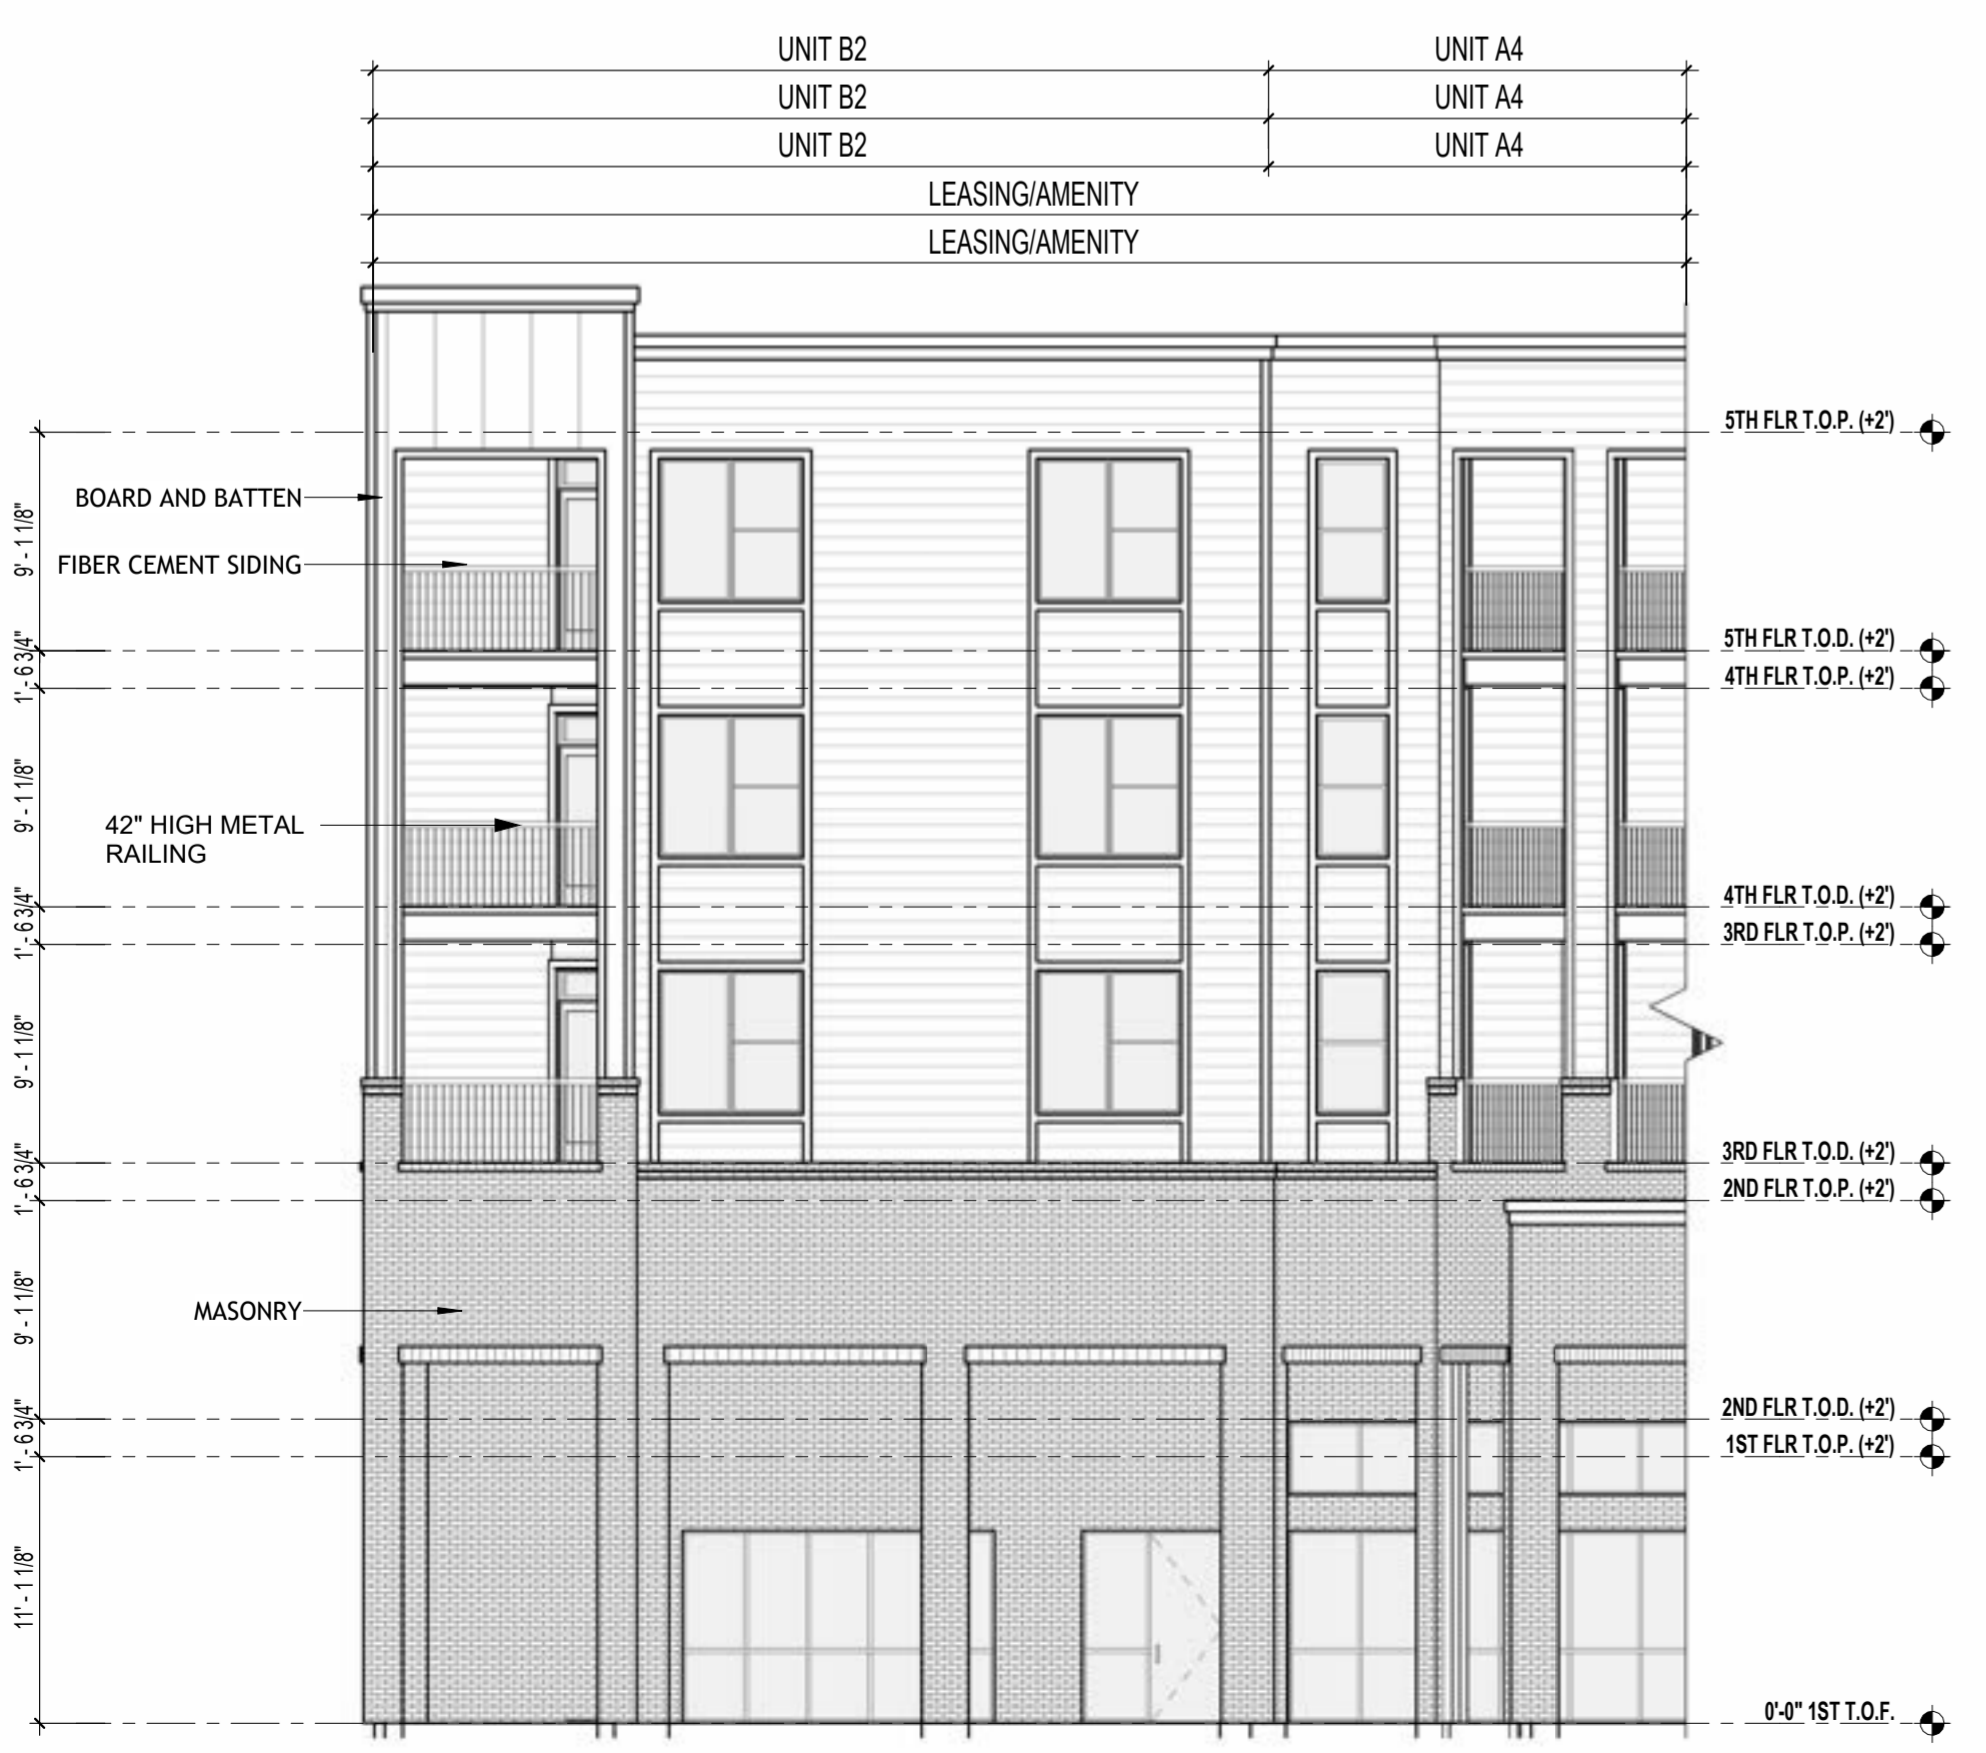 UNIT B2 UNIT A4
UNIT B2 UNIT A4
UNIT B2 UNIT A4
LEASING/AMENITY
LEASING/AMENITY
5TH FLR T.O.P. (+2')
BOARD AND BATTEN
9' - 1 1/8"
FIBER CEMENT SIDING
5TH FLR T.O.D. (+2')
1' - 6 3/4"
4TH FLR T.O.P. (+2')
9' - 1 1/8"
42" HIGH METAL
RAILING
4TH FLR T.O.D. (+2')
1' - 6 3/4"
3RD FLR T.O.P. (+2')
9' - 1 1/8"
3RD FLR T.O.D. (+2')
1' - 6 3/4"
2ND FLR T.O.P. (+2')
9' - 1 1/8"
MASONRY
2ND FLR T.O.D. (+2')
1' - 6 3/4"
1ST FLR T.O.P. (+2')
11' - 1 1/8"
0'-0" 1ST T.O.F.